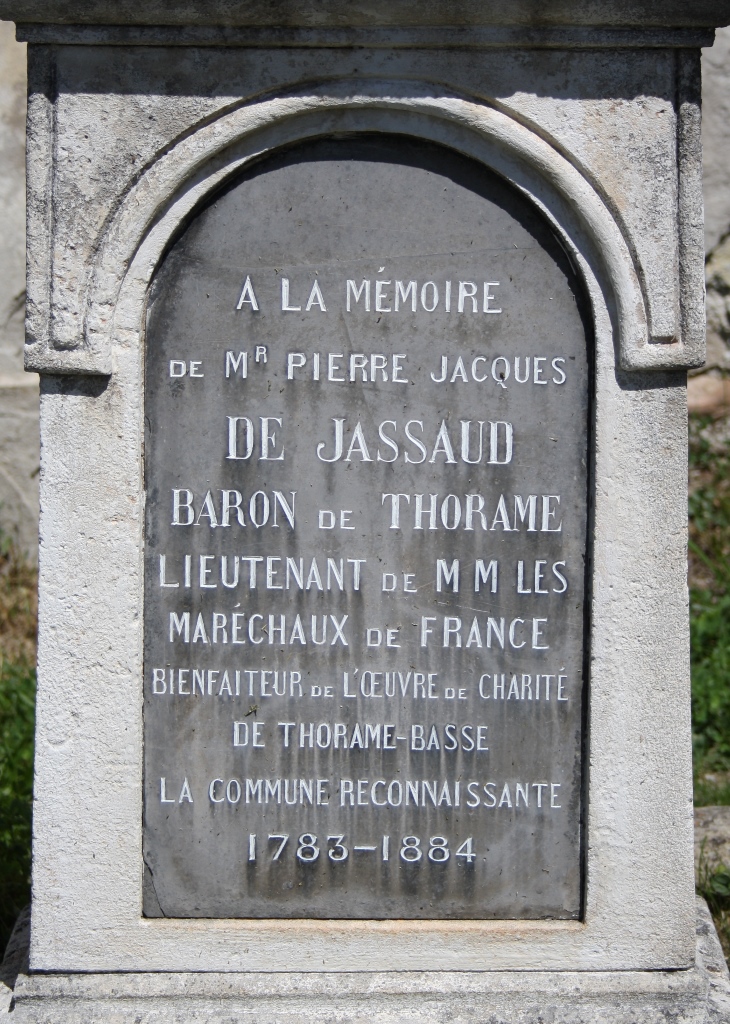 A LA MÉMOIRE
DE MR PIERRE JACQUES
DE JASSAUD
BARON DE THORAME
LIEUTENANT DE M M LES
MARÉCHAUX DE FRANCE
BIENFAITEUR DE L'ŒUVRE DE CHARITÉ
DE THORAME-BASSE
LA COMMUNE RECONNAISSANTE
1783-1884